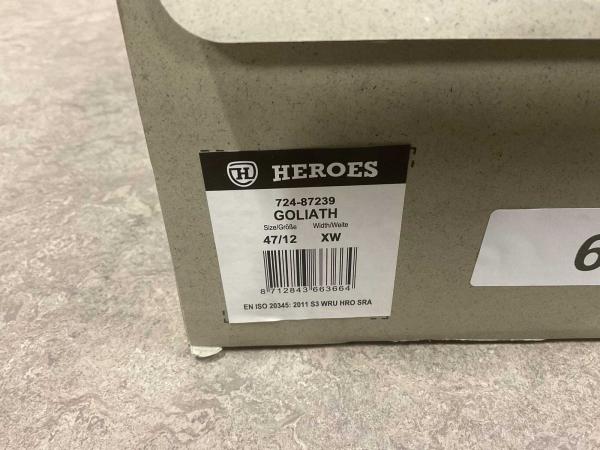 H HEROES
724-87239
GOLIATH
Size/Größe Width/Weite
47/12 XW
8 712843 663664
EN ISO 20345: 2011 S3 WRU HRO SRA
6